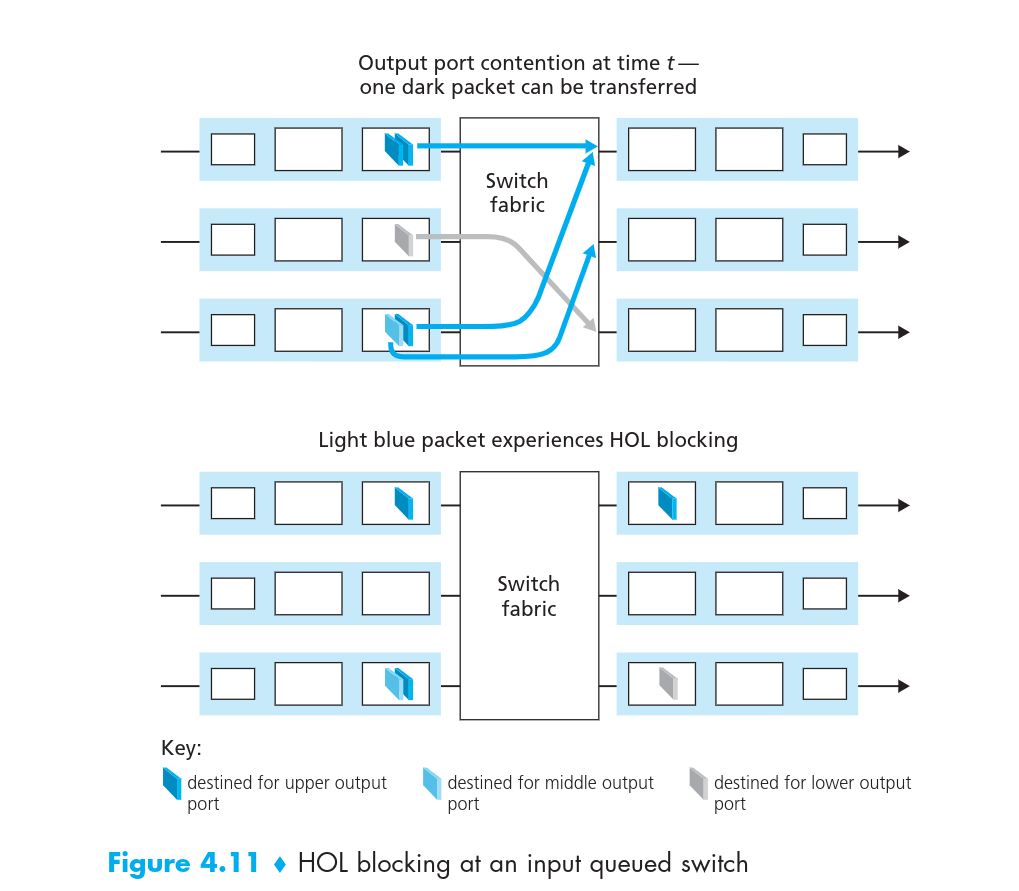 Output port contention at time t—
one dark packet can be transferred
Switch
fabric
Light blue packet experiences HOL blocking
Switch
fabric
Key:
destined for upper output
port
destined for middle output
port
destined for lower output
port
Figure 4.11 ♦ HOL blocking at an input queued switch